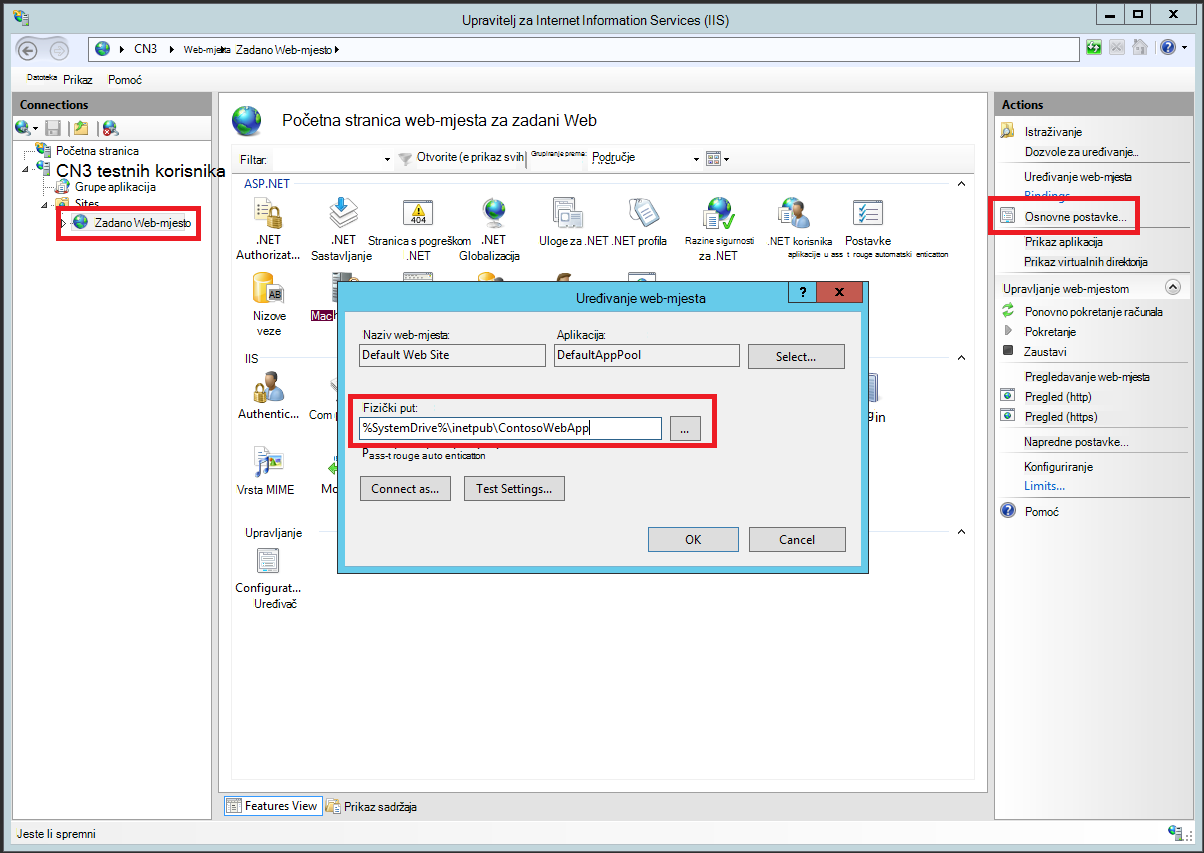 Upravitelj za Internet Information Services (IIS)
CN3 Web-mjesta Zadano Web-mjesto
Datoteka Prikaz Pomoć
Connections
Početna stranica
CN3 testnih korisnika
Grupe aplikacija
Sites
Zadano Web-mjesto
Početna stranica web-mjesta za zadani Web
Filtar: Otvorite (e prikaz svih Grupiranje prema: Područje
ASP.NET
.NET Autorizat...
.NET Sastavljanje
Stranica s pogreškom .NET
.NET Globalizacija
Uloge za .NET
.NET profila
Razine sigurnosti za .NET
.NET korisnika
Postavke
aplikacije u ass t rouge automatski entication
Nizove veze
Mach
IIS
Authentic...
Com
gin
Vrsta MIME
Mo
Upravljanje
Configurat...
Uređivač
Uređivanje web-mjesta
? X
Naziv web-mjesta:
Aplikacija:
Default Web Site
DefaultAppPool
Select...
Fizički put:
%SystemDrive%\inetpub\ContosoWebApp
...
Pass-t rouge auto entication
Connect as...
Test Settings...
OK
Cancel
Features View
Prikaz sadržaja
Actions
Istraživanje
Dozvole za uređivanje...
Uređivanje web-mjesta
Bindings...
Osnovne postavke...
Prikaz aplikacija
Prikaz virtualnih direktorija
Upravljanje web-mjestom
Ponovno pokretanje računala
Pokretanje
Zaustavi
Pregledavanje web-mjesta
Pregled (http)
Pregled (https)
Napredne postavke...
Konfiguriranje
Limits...
Pomoć
Jeste li spremni